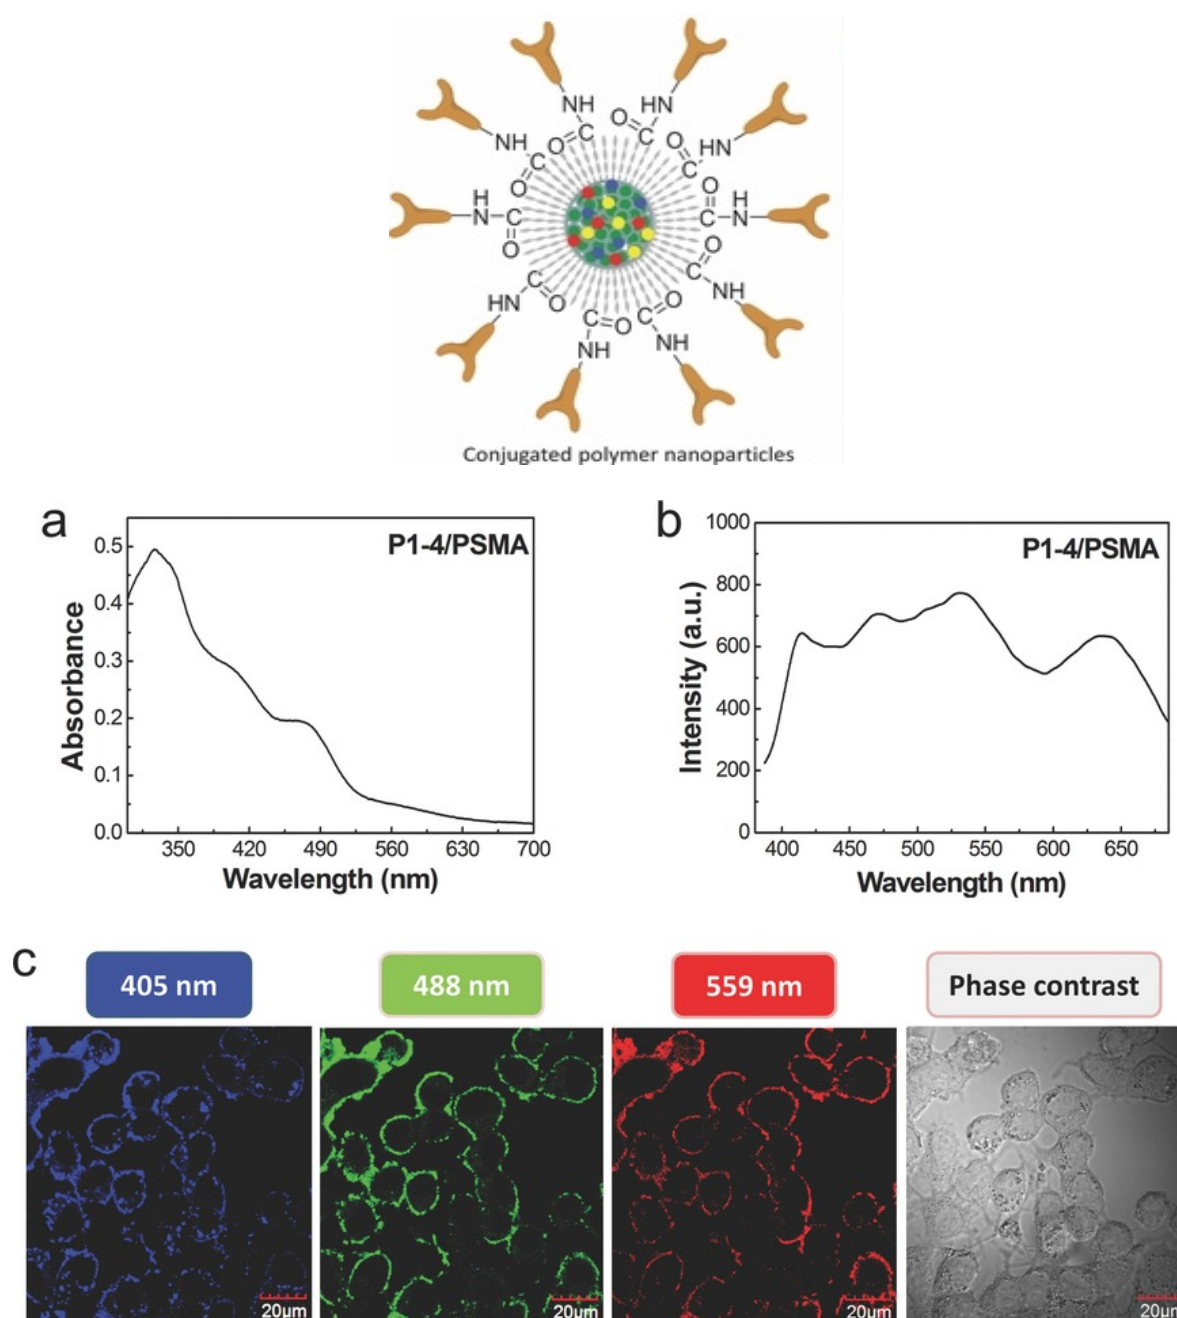 NH
HN
C
O
C
O
NH
HN
C
O
C
O
H
N
C
O
O
C
H
N
HN
C
O
O
C
NH
C
O
NH
O
C
NH
Conjugated polymer nanoparticles
a
P1-4/PSMA
0.5
0.4
0.3
0.2
0.1
0.0
Absorbance
350 420 490 560 630 700
Wavelength (nm)
b
P1-4/PSMA
1000
800
600
400
200
0
Intensity (a.u.)
400 450 500 550 600 650
Wavelength (nm)
c
405 nm 488 nm 559 nm Phase contrast
20μm 20μm 20μm 20μm